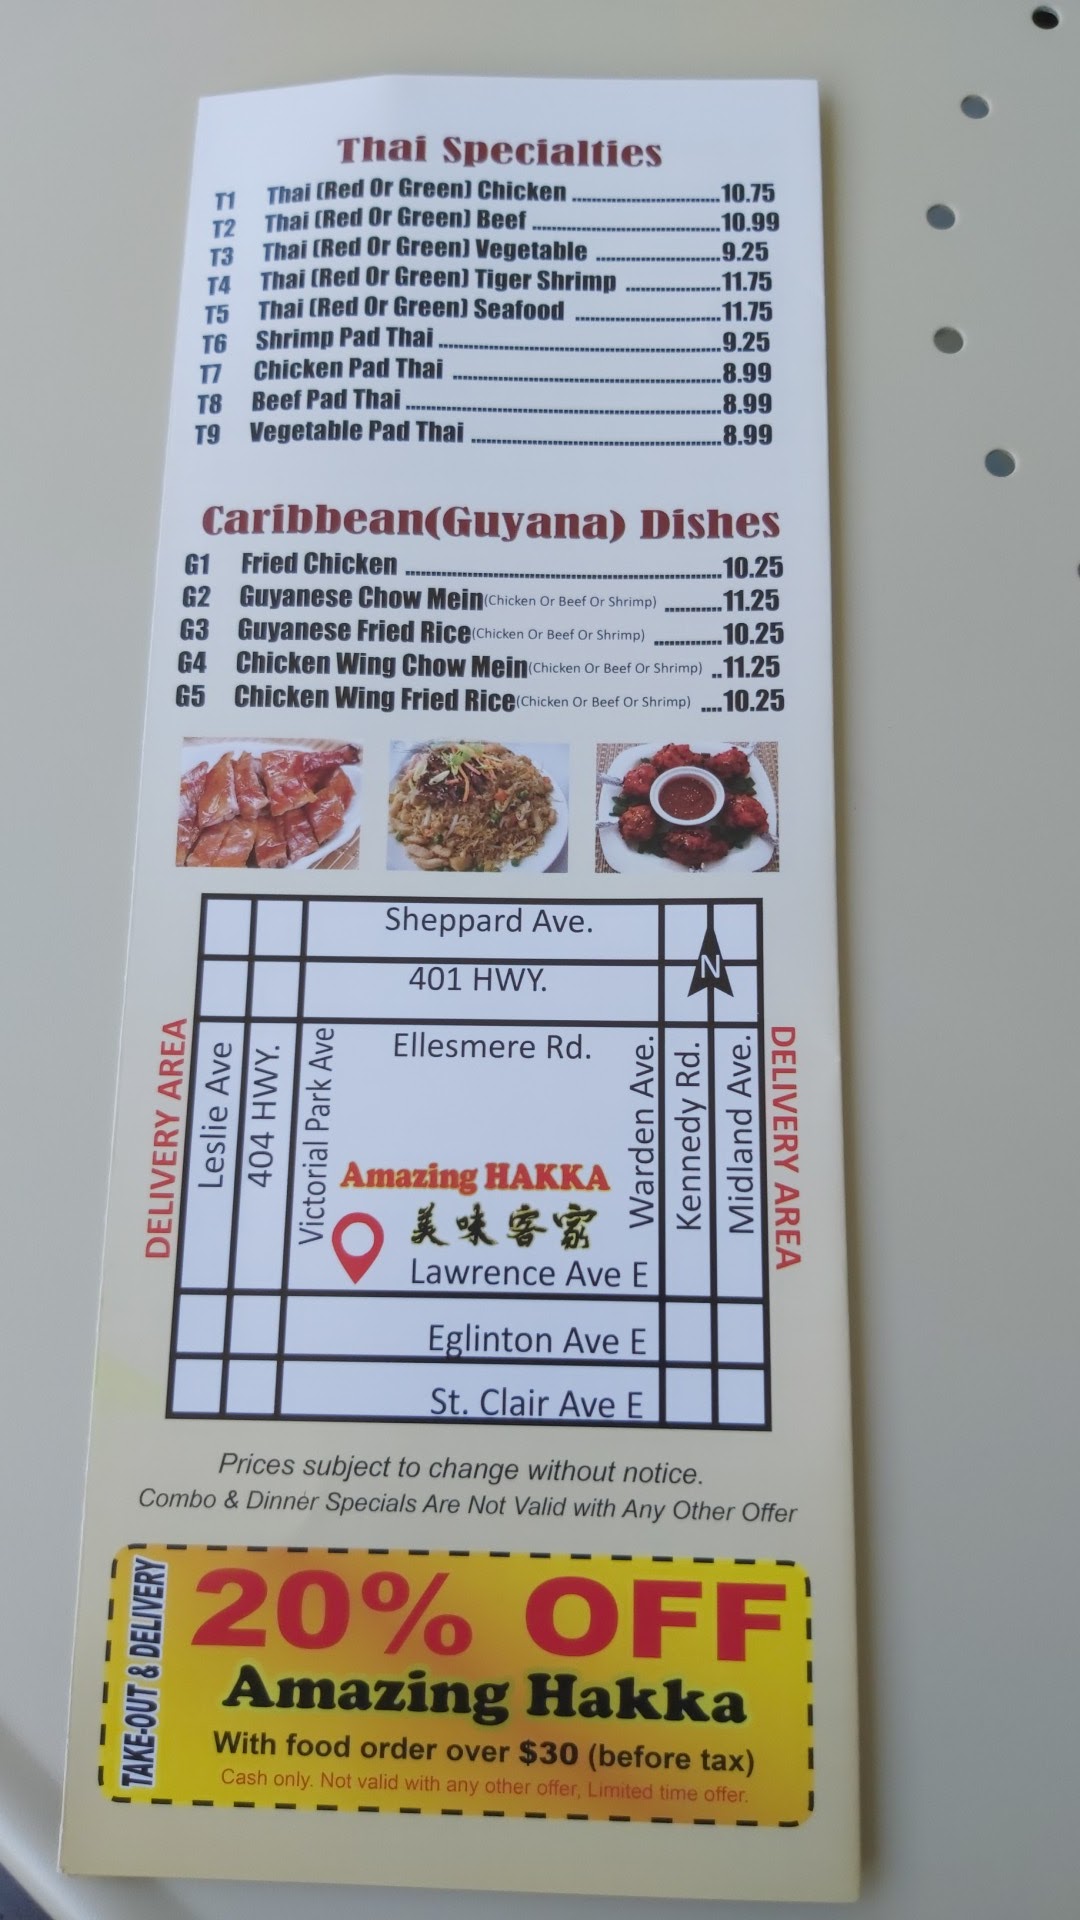 Thai Specialties
T1 Thai (Red Or Green) Chicken ........ 10.75
T2 Thai (Red Or Green) Beef ........ 10.99
T3 Thai (Red Or Green) Vegetable ........ 9.25
T4 Thai (Red Or Green) Tiger Shrimp ........ 11.75
T5 Thai (Red Or Green) Seafood ........ 11.75
T6 Shrimp Pad Thai ........ 9.25
T7 Chicken Pad Thai ........ 8.99
T8 Beef Pad Thai ........ 8.99
T9 Vegetable Pad Thai ........ 8.99
Caribbean(Guyana) Dishes
G1 Fried Chicken ........ 10.25
G2 Guyanese Chow Mein(Chicken Or Beef Or Shrimp) ........ 11.25
G3 Guyanese Fried Rice(Chicken Or Beef Or Shrimp) ........ 10.25
G4 Chicken Wing Chow Mein(Chicken Or Beef Or Shrimp) ..11.25
G5 Chicken Wing Fried Rice(Chicken Or Beef Or Shrimp) ....10.25
Sheppard Ave.
N
401 HWY.
Ellesmere Rd.
DELIVERY AREA
Leslie Ave
404 HWY.
Victorial Park Ave
Warden Ave.
Kennedy Rd.
Midland Ave.
DELIVERY AREA
Amazing HAKKA
美味客家
Lawrence Ave E
Eglinton Ave E
St. Clair Ave E
Prices subject to change without notice.
Combo & Dinner Specials Are Not Valid with Any Other Offer
TAKE-OUT & DELIVERY
20% OFF
Amazing Hakka
With food order over $30 (before tax)
Cash only. Not valid with any other offer, Limited time offer.